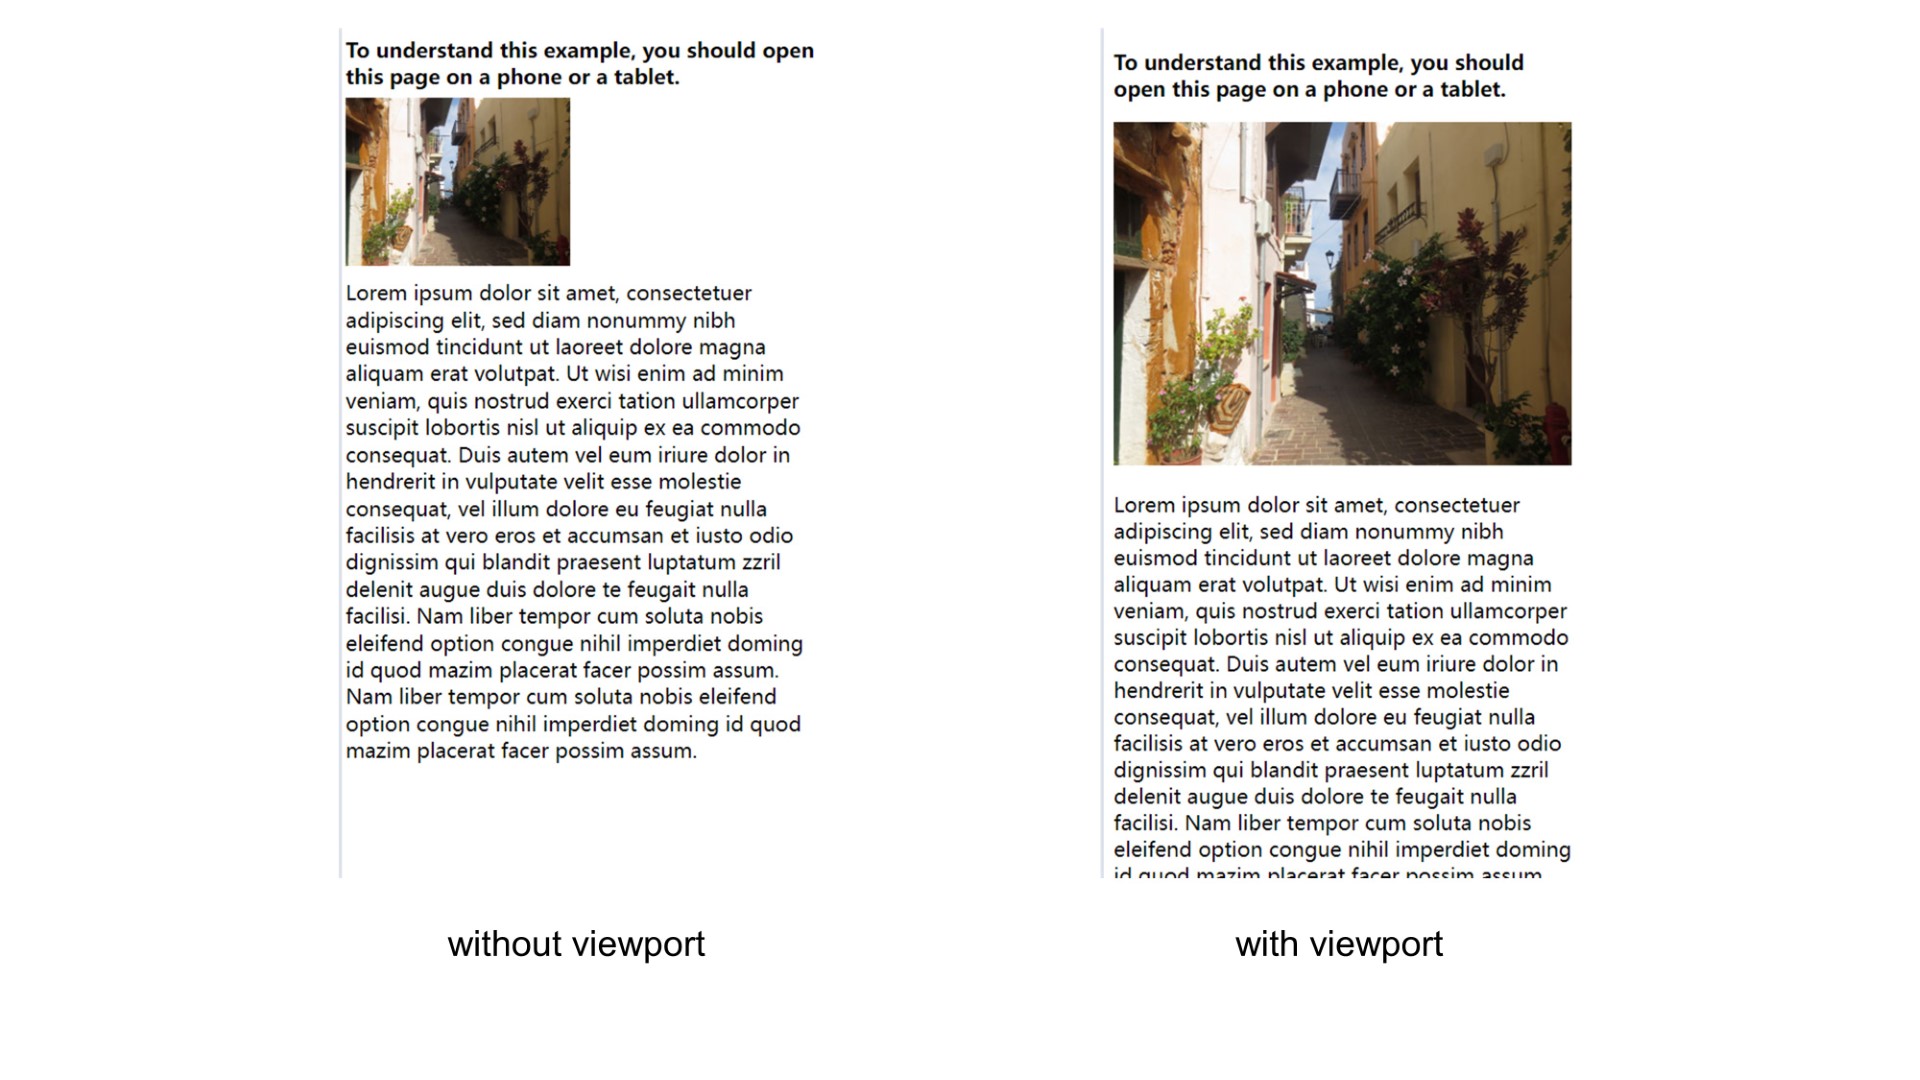 To understand this example, you should open
this page on a phone or a tablet.
Lorem ipsum dolor sit amet, consectetuer
adipiscing elit, sed diam nonummy nibh
euismod tincidunt ut laoreet dolore magna
aliquam erat volutpat. Ut wisi enim ad minim
veniam, quis nostrud exerci tation ullamcorper
suscipit lobortis nisl ut aliquip ex ea commodo
consequat. Duis autem vel eum iriure dolor in
hendrerit in vulputate velit esse molestie
consequat, vel illum dolore eu feugiat nulla
facilisis at vero eros et accumsan et iusto odio
dignissim qui blandit praesent luptatum zzril
delenit augue duis dolore te feugait nulla
facilisi. Nam liber tempor cum soluta nobis
eleifend option congue nihil imperdiet doming
id quod mazim placerat facer possim assum.
Nam liber tempor cum soluta nobis eleifend
option congue nihil imperdiet doming id quod
mazim placerat facer possim assum.
without viewport
To understand this example, you should
open this page on a phone or a tablet.
Lorem ipsum dolor sit amet, consectetuer
adipiscing elit, sed diam nonummy nibh
euismod tincidunt ut laoreet dolore magna
aliquam erat volutpat. Ut wisi enim ad minim
veniam, quis nostrud exerci tation ullamcorper
suscipit lobortis nisl ut aliquip ex ea commodo
consequat. Duis autem vel eum iriure dolor in
hendrerit in vulputate velit esse molestie
consequat, vel illum dolore eu feugiat nulla
facilisis at vero eros et accumsan et iusto odio
dignissim qui blandit praesent luptatum zzril
delenit augue duis dolore te feugait nulla
facilisi. Nam liber tempor cum soluta nobis
eleifend option congue nihil imperdiet doming
id quod mazim placerat facer possim assum
with viewport